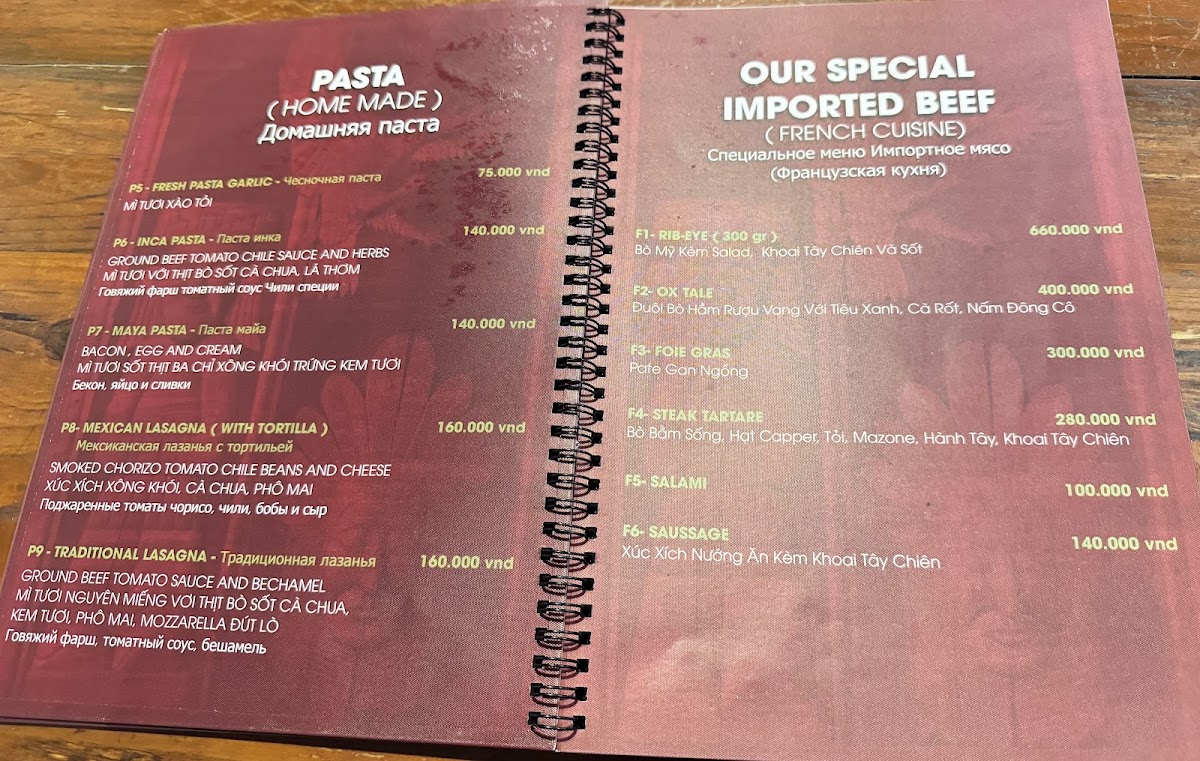 PASTA
( HOME MADE )
Домашняя паста
P5 - FRESH PASTA GARLIC - Чесночная паста 75.000 vnd
MÌ TƯƠI XÀO TỎI
P6 - INCA PASTA - Паста инка 140.000 vnd
GROUND BEEF TOMATO CHILE SAUCE AND HERBS
MÌ TƯƠI VỚI THỊT BÒ SỐT CÀ CHUA, LÁ THƠM
Говяжий фарш томатный соус Чили специи
P7 - MAYA PASTA - Паста майа 140.000 vnd
BACON , EGG AND CREAM
MÌ TƯƠI SỐT THỊT BA CHỈ XÔNG KHÓI TRỨNG KEM TƯƠI
Бекон, яйцо и сливки
P8- MEXICAN LASAGNA ( WITH TORTILLA ) 160.000 vnd
Мексиканская лазанья с тортильей
SMOKED CHORIZO TOMATO CHILE BEANS AND CHEESE
XÚC XÍCH XÔNG KHÓI, CÀ CHUA, PHÔ MAI
Поджаренные томаты чорисо, чили, бобы и сыр
P9 - TRADITIONAL LASAGNA - Традиционная лазанья 160.000 vnd
GROUND BEEF TOMATO SAUCE AND BECHAMEL
MÌ TƯƠI NGUYÊN MIẾNG VƠI THỊT BÒ SỐT CÀ CHUA,
KEM TƯƠI, PHÔ MAI, MOZZARELLA ĐÚT LÒ
Говяжий фарш, томатный соус, бешамель
OUR SPECIAL
IMPORTED BEEF
( FRENCH CUISINE)
Специальное меню Импортное мясо
(Французская кухня)
F1- RIB-EYE ( 300 gr ) 660.000 vnd
Bò Mỹ Kèm Salad, Khoai Tây Chiên Và Sốt
F2- OX TALE 400.000 vnd
Đuôi Bò Hầm Rượu Vang Với Tiêu Xanh, Cà Rốt, Nấm Đông Cô
F3- FOIE GRAS 300.000 vnd
Pate Gan Ngỗng
F4- STEAK TARTARE 280.000 vnd
Bò Bằm Sống, Hạt Capper, Tỏi, Mazone, Hành Tây, Khoai Tây Chiên
F5- SALAMI 100.000 vnd
F6- SAUSSAGE 140.000 vnd
Xúc Xích Nướng Ăn Kèm Khoai Tây Chiên